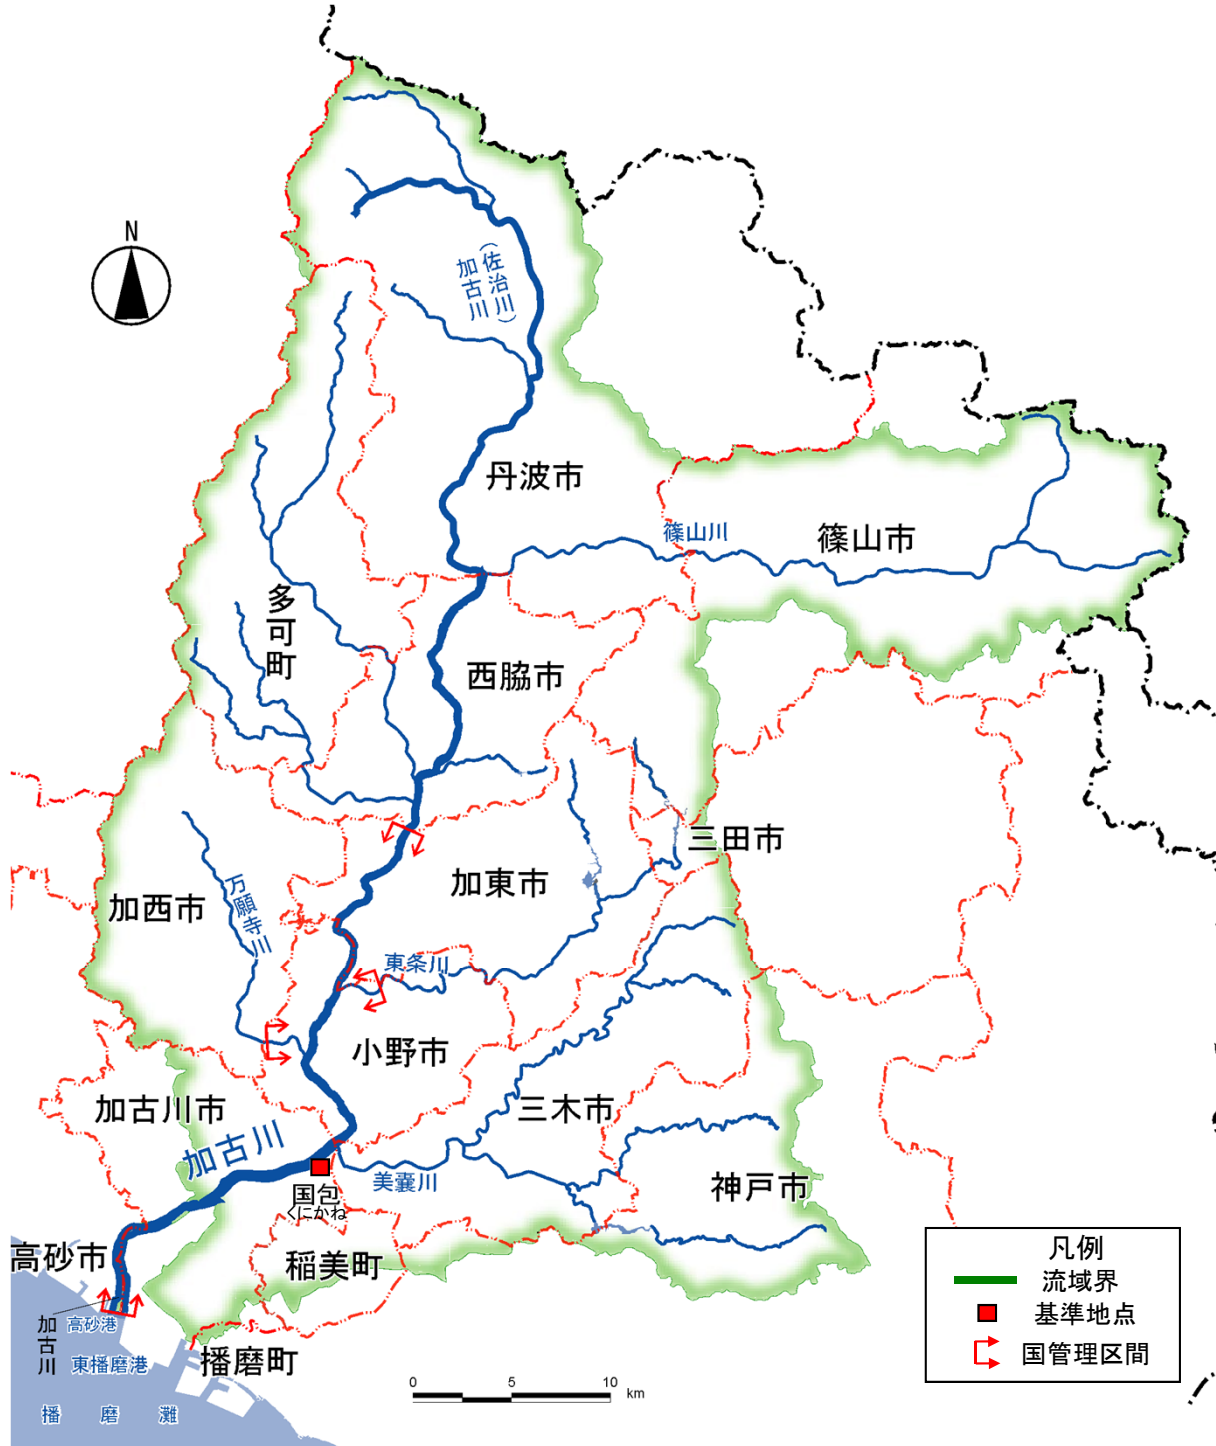 N
(佐治川)
加古川
丹波市
篠山川
篠山市
多可町
西脇市
三田市
加東市
加西市
万願寺川
東条川
小野市
加古川市
三木市
加古川
美嚢川
神戸市
国包
くにかね
高砂市
稲美町
加古川
高砂港
東播磨港
播磨町
播磨灘
0 5 10 km
凡例
流域界
基準地点
国管理区間